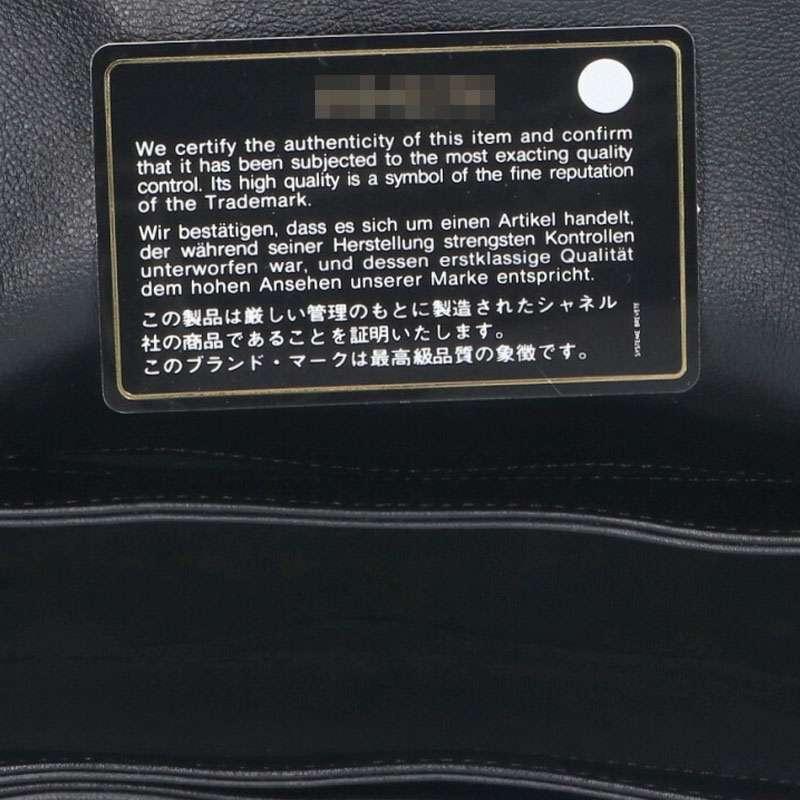 We certify the authenticity of this item and confirm
that it has been subjected to the most exacting quality
control. Its high quality is a symbol of the fine reputation
of the Trademark.
Wir bestätigen, dass es sich um einen Artikel handelt,
der während seiner Herstellung strengsten Kontrollen
unterworfen war, und dessen erstklassige Qualität
dem hohen Ansehen unserer Marke entspricht.
この製品は厳しい管理のもとに製造されたシャネル
社の商品であることを証明いたします。
このブランド・マークは最高級品質の象徴です。